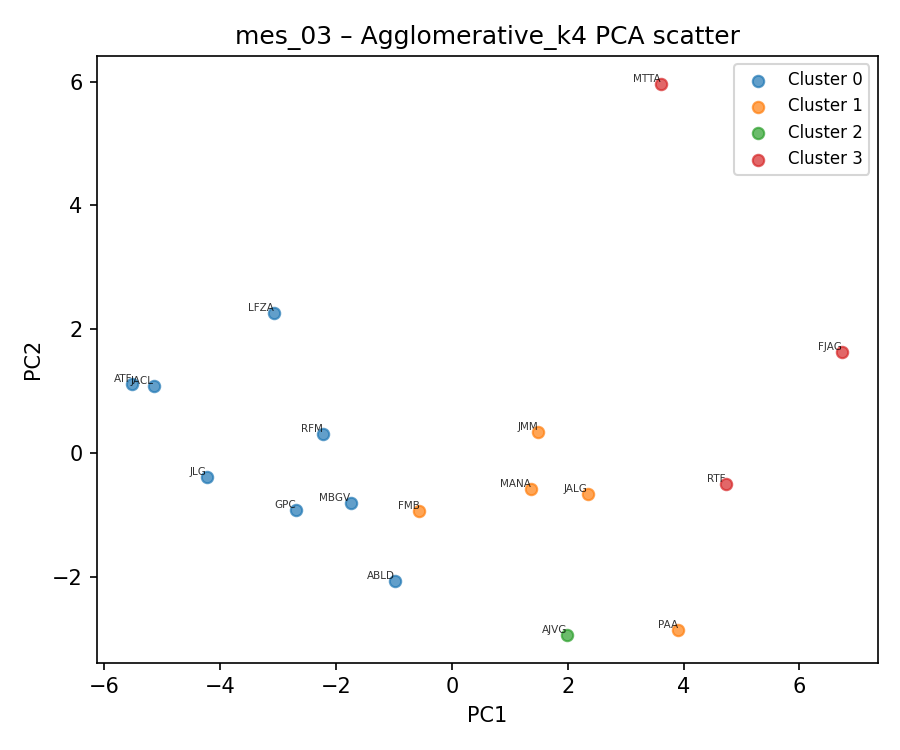 mes_03 – Agglomerative_k4 PCA scatter
MTTA
Cluster 0
Cluster 1
Cluster 2
Cluster 3
6
4
2
0
−2
PC2
LFZA
FJAG
ATF
JACL
RFM
JMM
JLG
RTF
MANA
JALG
MBGV
GPC
FMB
ABLD
AJVG
PAA
−6
−4
−2
0
2
4
6
PC1